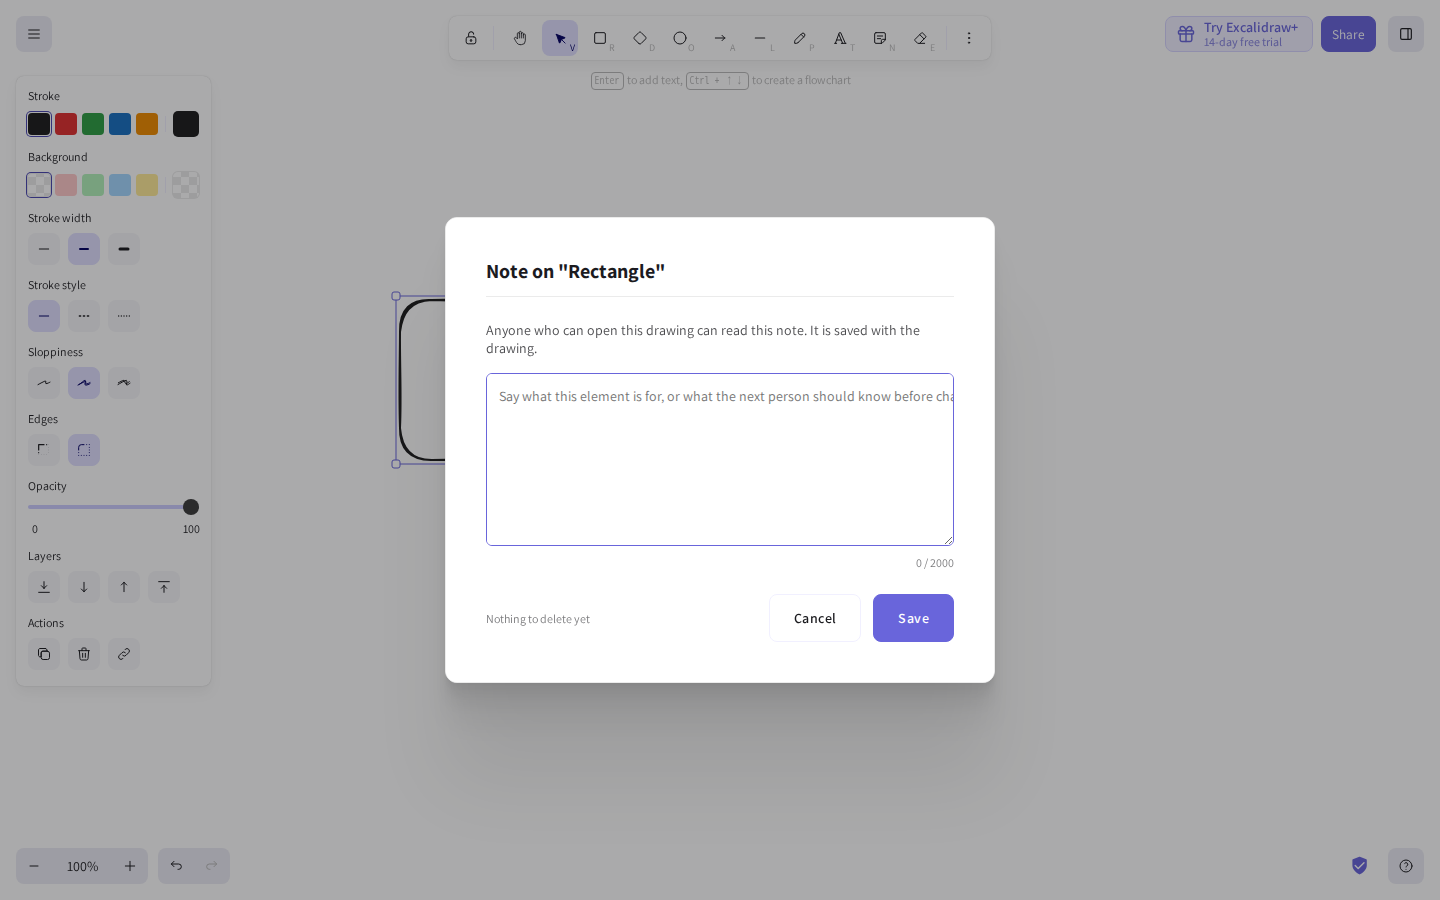 Try Excalidraw+
14-day free trial
Share
V
R
D
O
A
L
P
T
N
E
Enter to add text, Ctrl + ↑ ↓ to create a flowchart
Stroke
Background
Stroke width
Stroke style
Sloppiness
Edges
Opacity
0 100
Layers
Actions
Note on "Rectangle"
Anyone who can open this drawing can read this note. It is saved with the
drawing.
Say what this element is for, or what the next person should know before cha
0 / 2000
Nothing to delete yet
Cancel
Save
100%